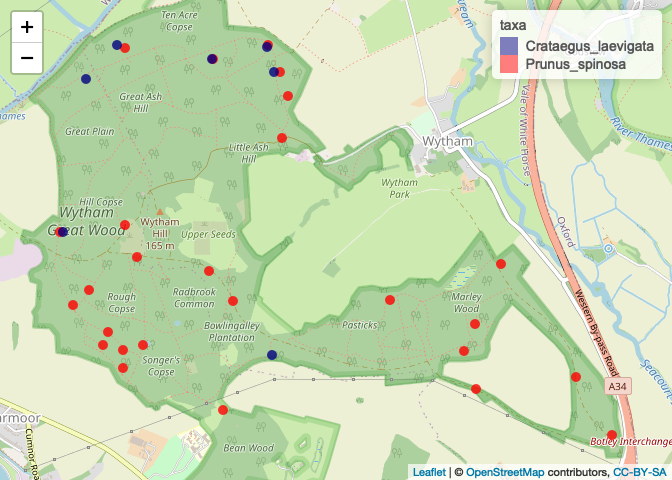 +
−
taxa
Crataegus_laevigata
Prunus_spinosa
Ten Acre
Copse
Great Ash
Hill
Thames
Great Plain
Little Ash
Hill
Wytham
Vale of White Horse
River Thames
Wytham
Park
Hill Copse
Wytham
Great Wood
Wytham
Hill
165 m
Upper Seeds
Oxford
Rough
Copse
Radbrook
Common
Bowlingalley
Plantation
Pasticks
Marley
Wood
Western By-pass Road
Seacourt
Songer's
Copse
A34
armoor
Cumnor Road
Bean Wood
Botley Interchange
Leaflet | © OpenStreetMap contributors, CC-BY-SA